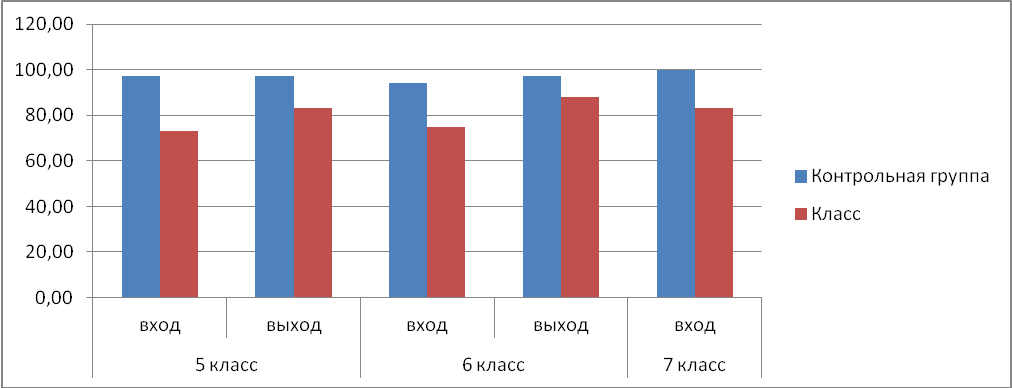 120,00
100,00
80,00
60,00
40,00
20,00
0,00
вход выход вход выход вход
5 класс 6 класс 7 класс
Контрольная группа
Класс